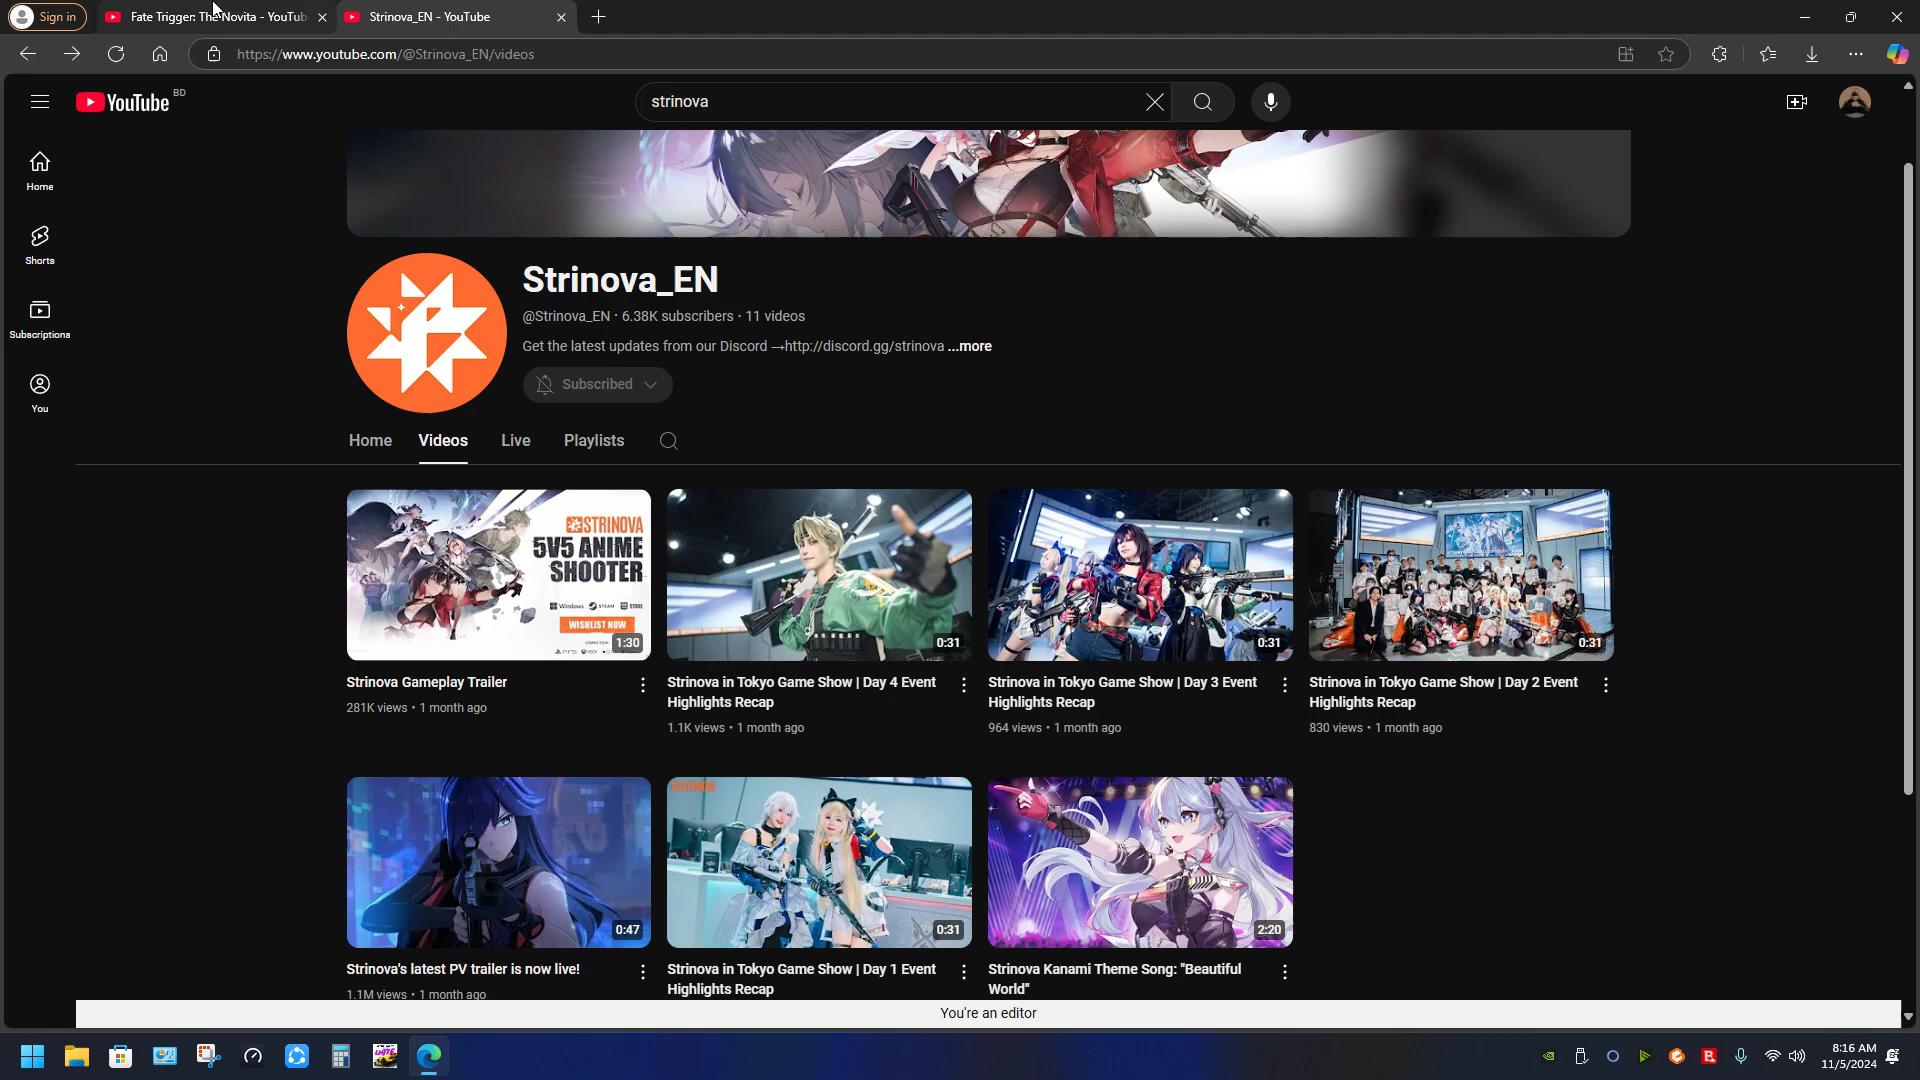 Sign in
Fate Trigger: The Novita - YouTub
Strinova_EN - YouTube
https://www.youtube.com/@Strinova_EN/videos
YouTube
BD
strinova
Home
Shorts
Subscriptions
You
Strinova_EN
@Strinova_EN · 6.38K subscribers · 11 videos
Get the latest updates from our Discord →http://discord.gg/strinova ...more
Subscribed
Home Videos Live Playlists
STRINOVA
5V5 ANIME
SHOOTER
Windows STEAM STORE
WISHLIST NOW
1:30
0:31
0:31
0:31
Strinova Gameplay Trailer
281K views • 1 month ago
Strinova in Tokyo Game Show | Day 4 Event
Highlights Recap
1.1K views • 1 month ago
Strinova in Tokyo Game Show | Day 3 Event
Highlights Recap
964 views • 1 month ago
Strinova in Tokyo Game Show | Day 2 Event
Highlights Recap
830 views • 1 month ago
0:47
0:31
2:20
Strinova's latest PV trailer is now live!
1.1M views • 1 month ago
Strinova in Tokyo Game Show | Day 1 Event
Highlights Recap
Strinova Kanami Theme Song: "Beautiful
World"
You're an editor
8:16 AM
11/5/2024